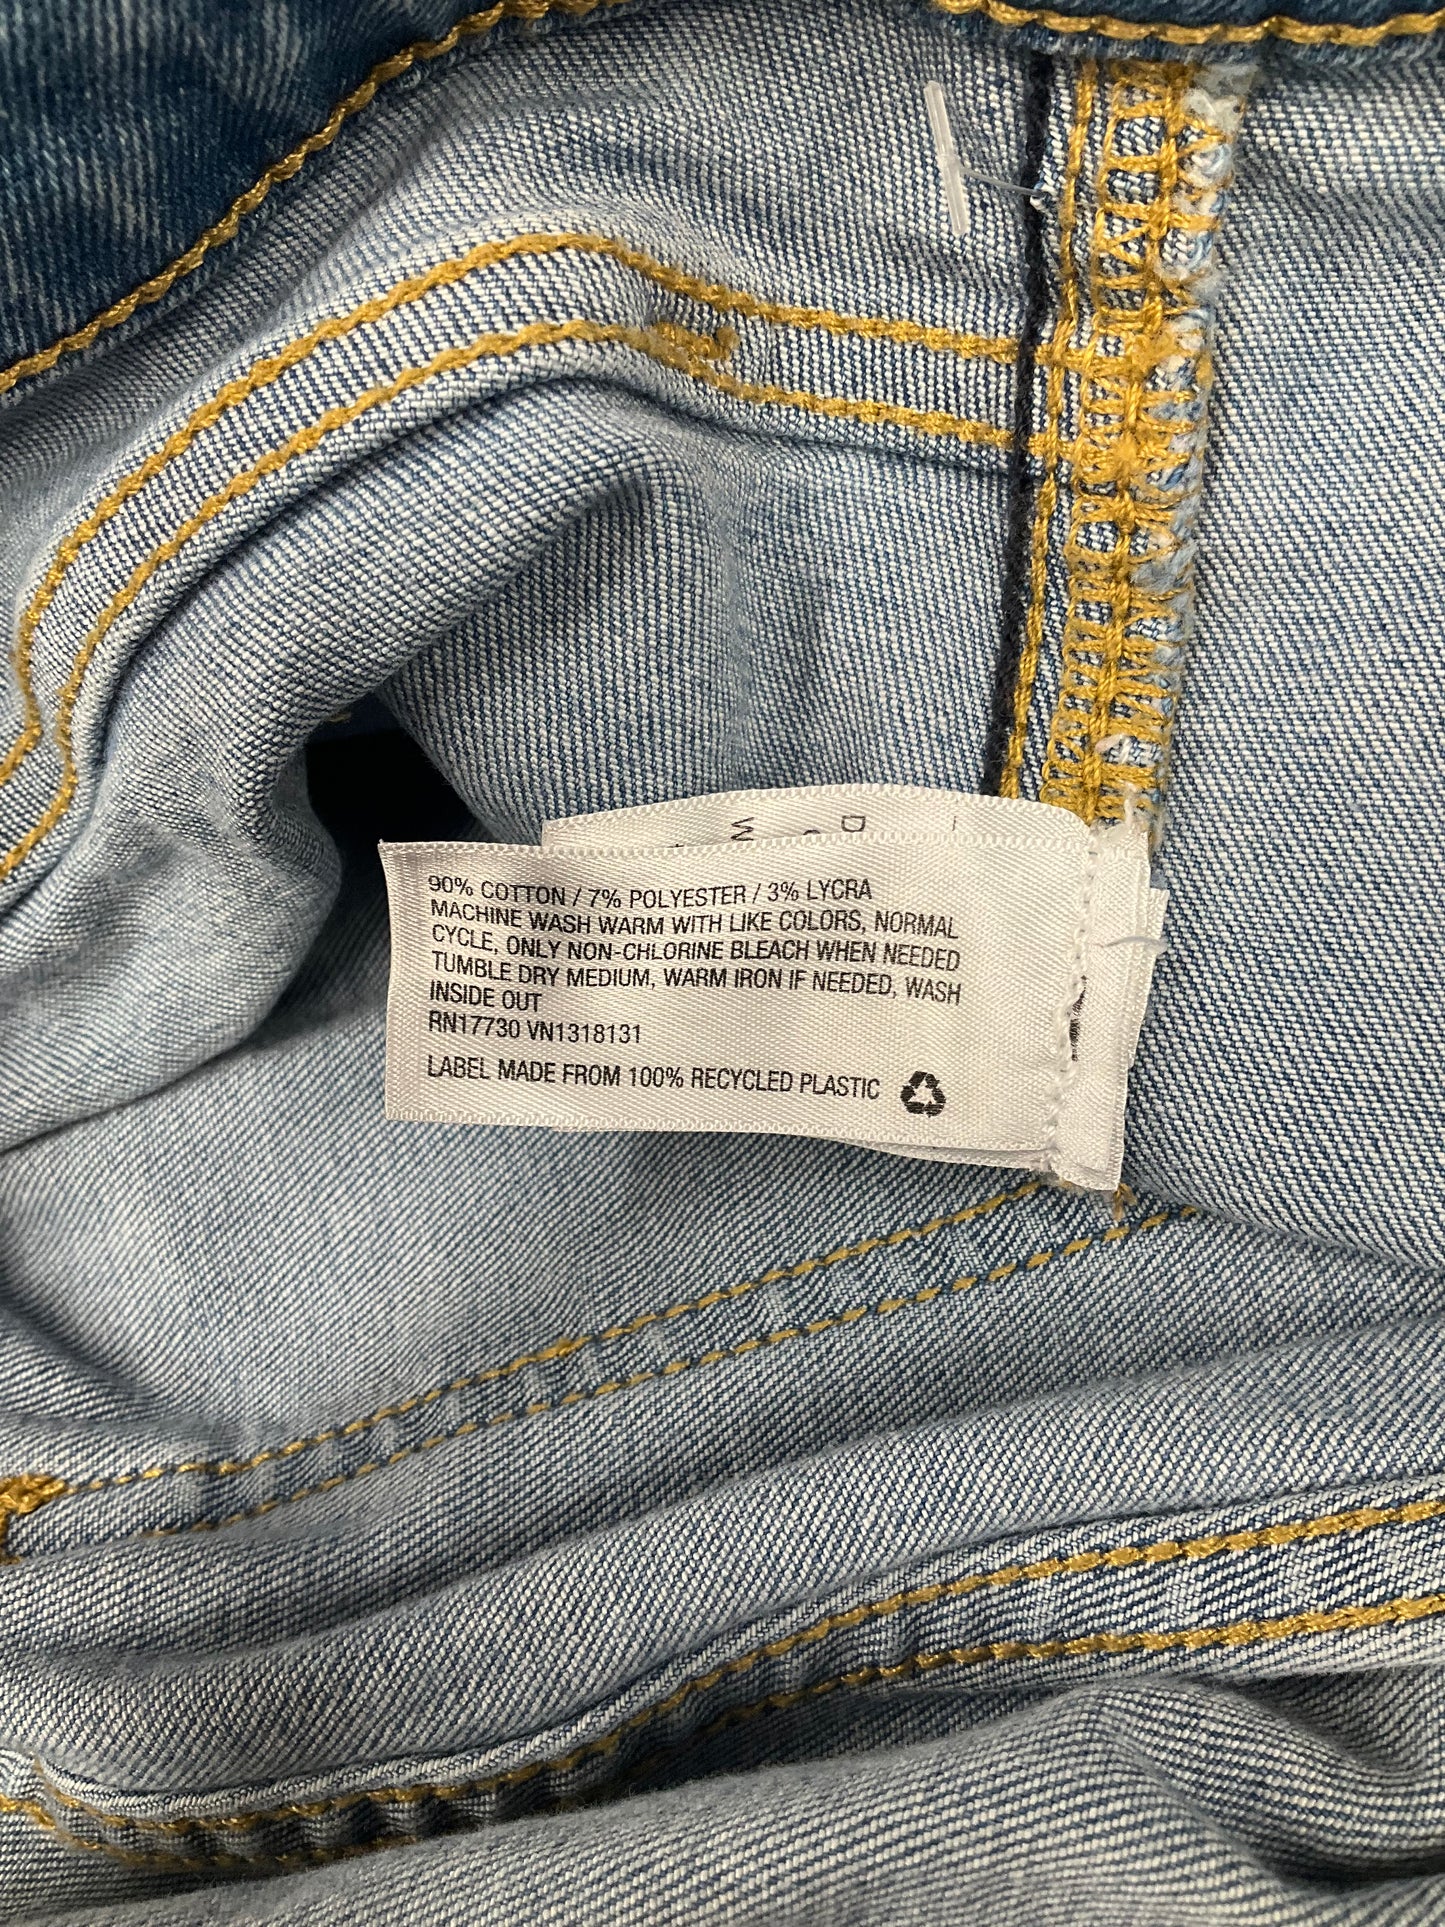 90% COTTON / 7% POLYESTER / 3% LYCRA
MACHINE WASH WARM WITH LIKE COLORS, NORMAL
CYCLE, ONLY NON-CHLORINE BLEACH WHEN NEEDED
TUMBLE DRY MEDIUM, WARM IRON IF NEEDED, WASH
INSIDE OUT
RN17730 VN1318131
LABEL MADE FROM 100% RECYCLED PLASTIC